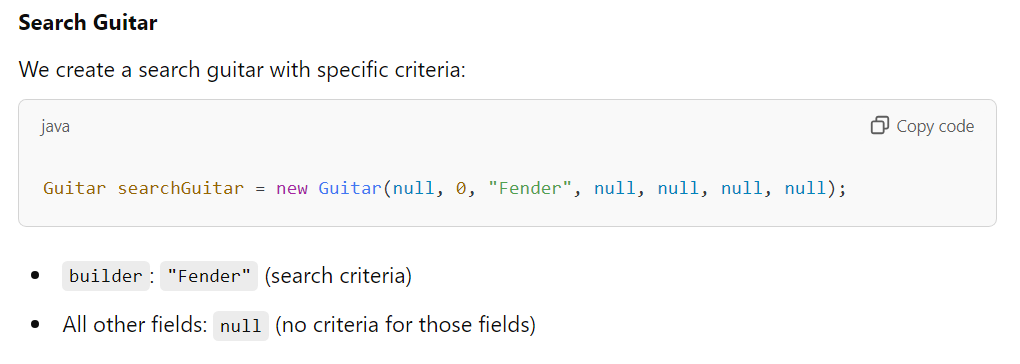 Search Guitar
We create a search guitar with specific criteria:
java
Copy code
Guitar searchGuitar = new Guitar(null, 0, "Fender", null, null, null, null);
builder: "Fender" (search criteria)
All other fields: null (no criteria for those fields)